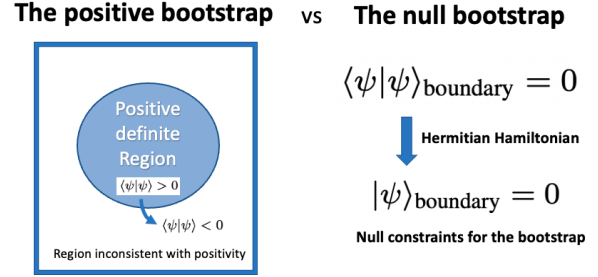 The positive bootstrap vs The null bootstrap
Positive
definite
Region
⟨ψ|ψ⟩ > 0
⟨ψ|ψ⟩ < 0
Region inconsistent with positivity
⟨ψ|ψ⟩boundary = 0
Hermitian Hamiltonian
|ψ⟩boundary = 0
Null constraints for the bootstrap